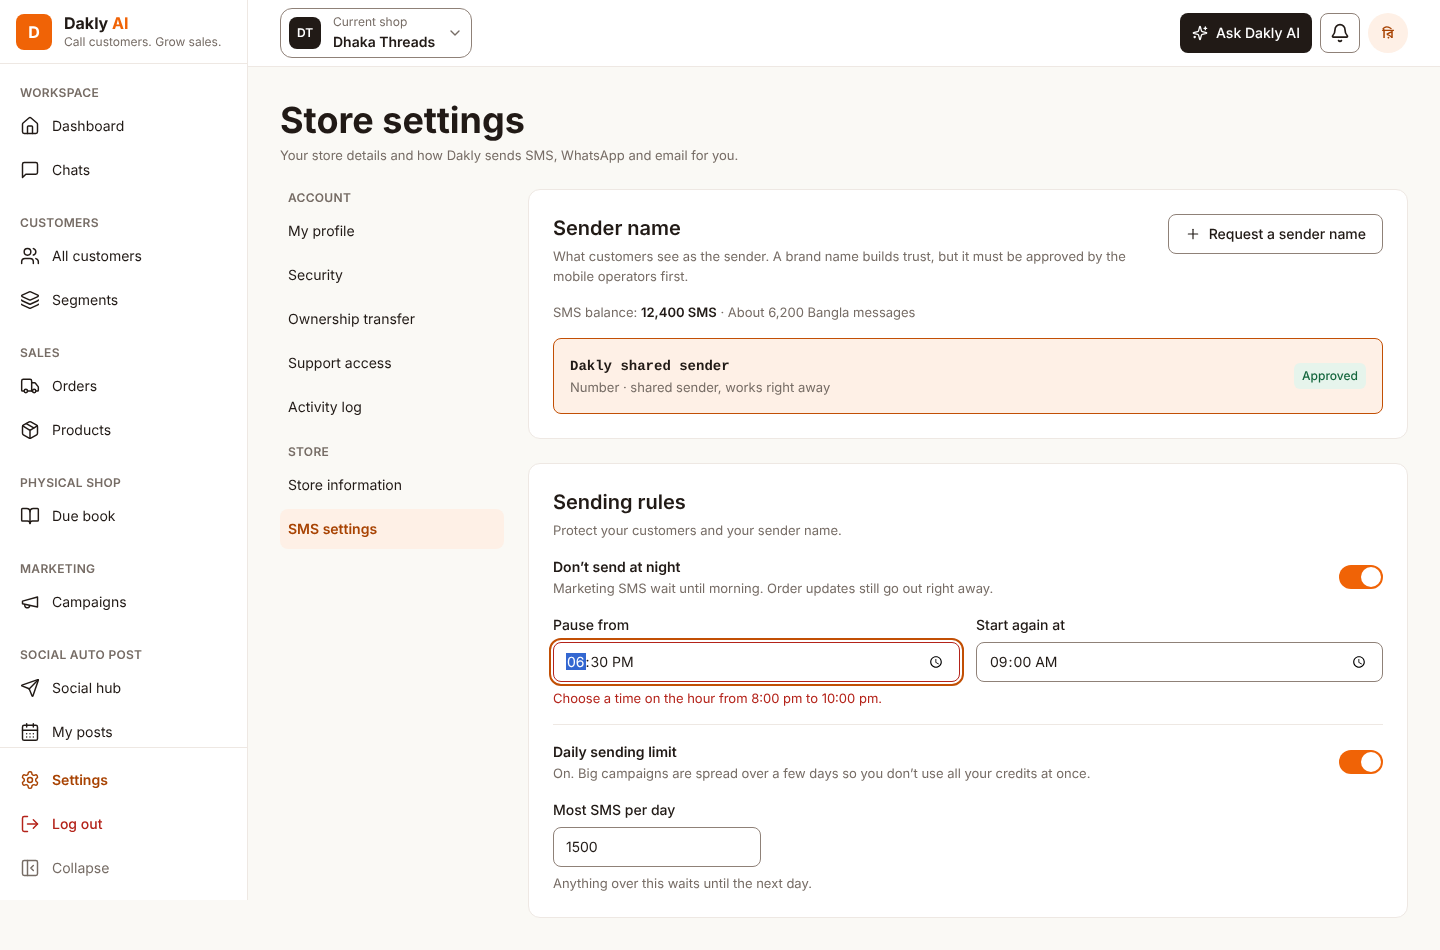 D
Dakly AI
Call customers. Grow sales.
WORKSPACE
Dashboard
Chats
CUSTOMERS
All customers
Segments
SALES
Orders
Products
PHYSICAL SHOP
Due book
MARKETING
Campaigns
SOCIAL AUTO POST
Social hub
My posts
Settings
Log out
Collapse
DT
Current shop
Dhaka Threads
Ask Dakly AI
রি
Store settings
Your store details and how Dakly sends SMS, WhatsApp and email for you.
ACCOUNT
My profile
Security
Ownership transfer
Support access
Activity log
STORE
Store information
SMS settings
Sender name
What customers see as the sender. A brand name builds trust, but it must be approved by the
mobile operators first.
Request a sender name
SMS balance: 12,400 SMS · About 6,200 Bangla messages
Dakly shared sender
Number · shared sender, works right away
Approved
Sending rules
Protect your customers and your sender name.
Don’t send at night
Marketing SMS wait until morning. Order updates still go out right away.
Pause from
06:30 PM
Choose a time on the hour from 8:00 pm to 10:00 pm.
Start again at
09:00 AM
Daily sending limit
On. Big campaigns are spread over a few days so you don’t use all your credits at once.
Most SMS per day
1500
Anything over this waits until the next day.